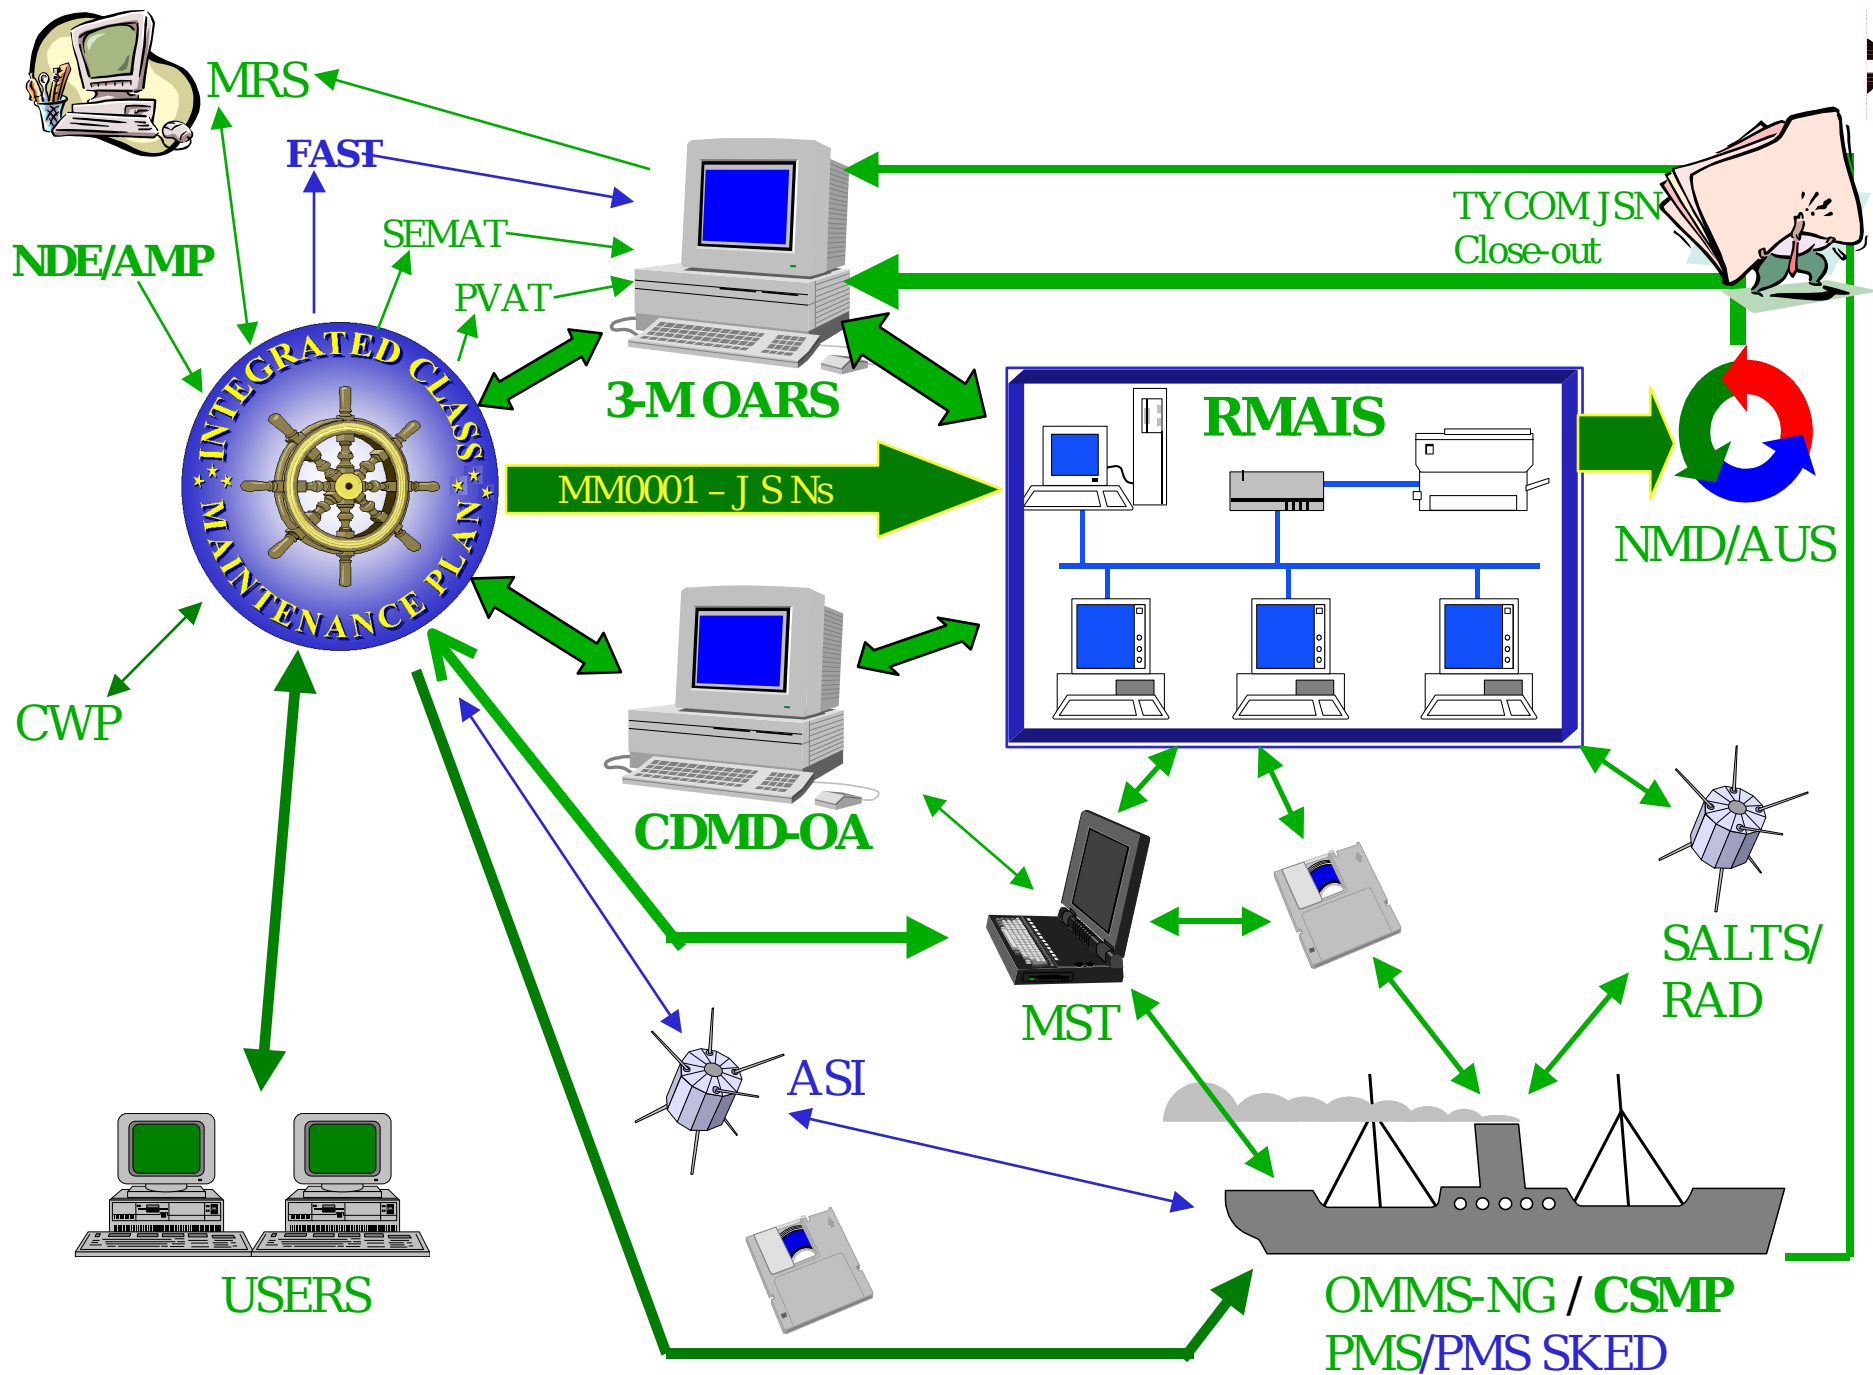 MRS
FAST
SEMAT
NDE/AMP
PVAT
TYCOM JSN
Close-out
INTEGRATED CLASS
MAINTENANCE PLAN
3-M OARS
RMAIS
MM0001 – J S Ns
NMD/AUS
CWP
CDMD-OA
SALTS/
RAD
MST
ASI
USERS
OMMS-NG / CSMP
PMS/PMS SKED